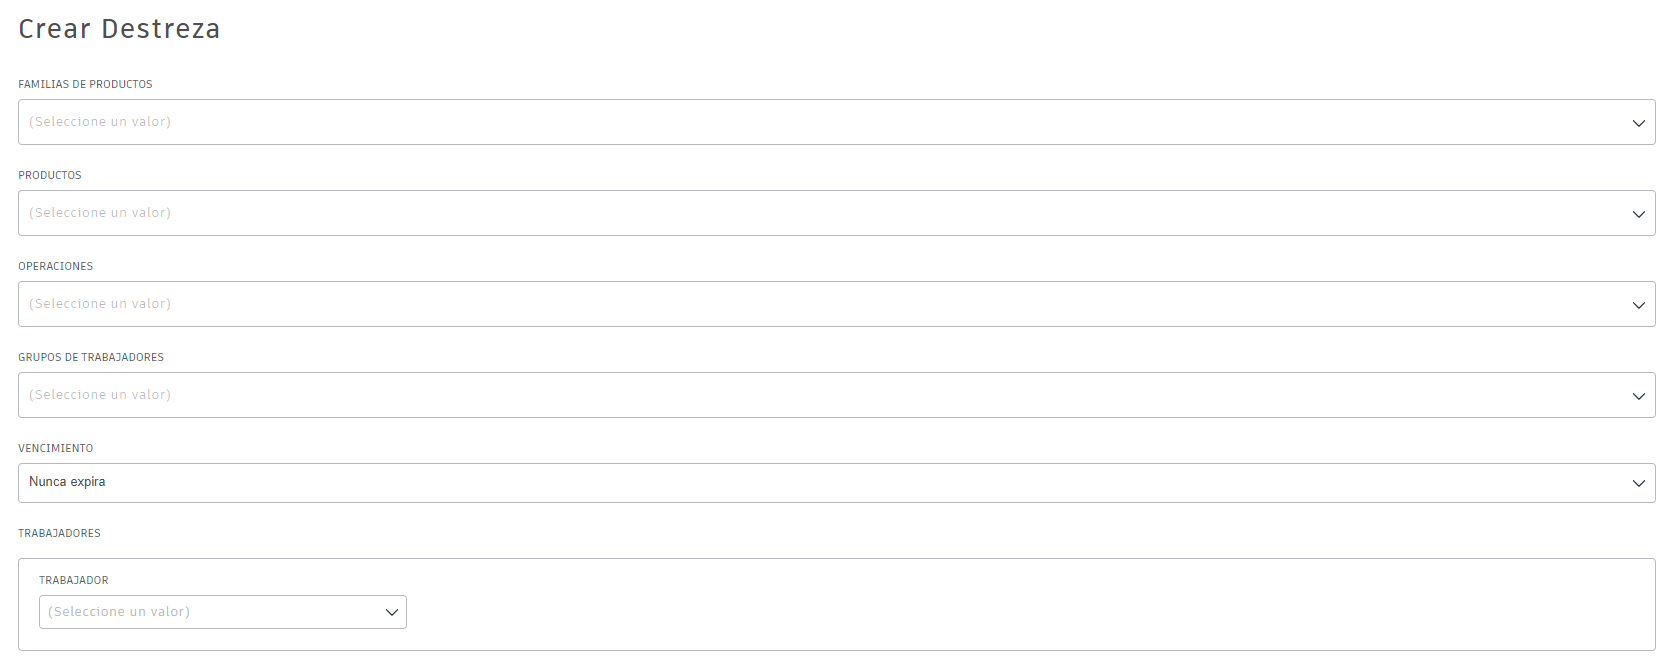 Crear Destreza
FAMILIAS DE PRODUCTOS
(Seleccione un valor)
PRODUCTOS
(Seleccione un valor)
OPERACIONES
(Seleccione un valor)
GRUPOS DE TRABAJADORES
(Seleccione un valor)
VENCIMIENTO
Nunca expira
TRABAJADORES
TRABAJADOR
(Seleccione un valor)